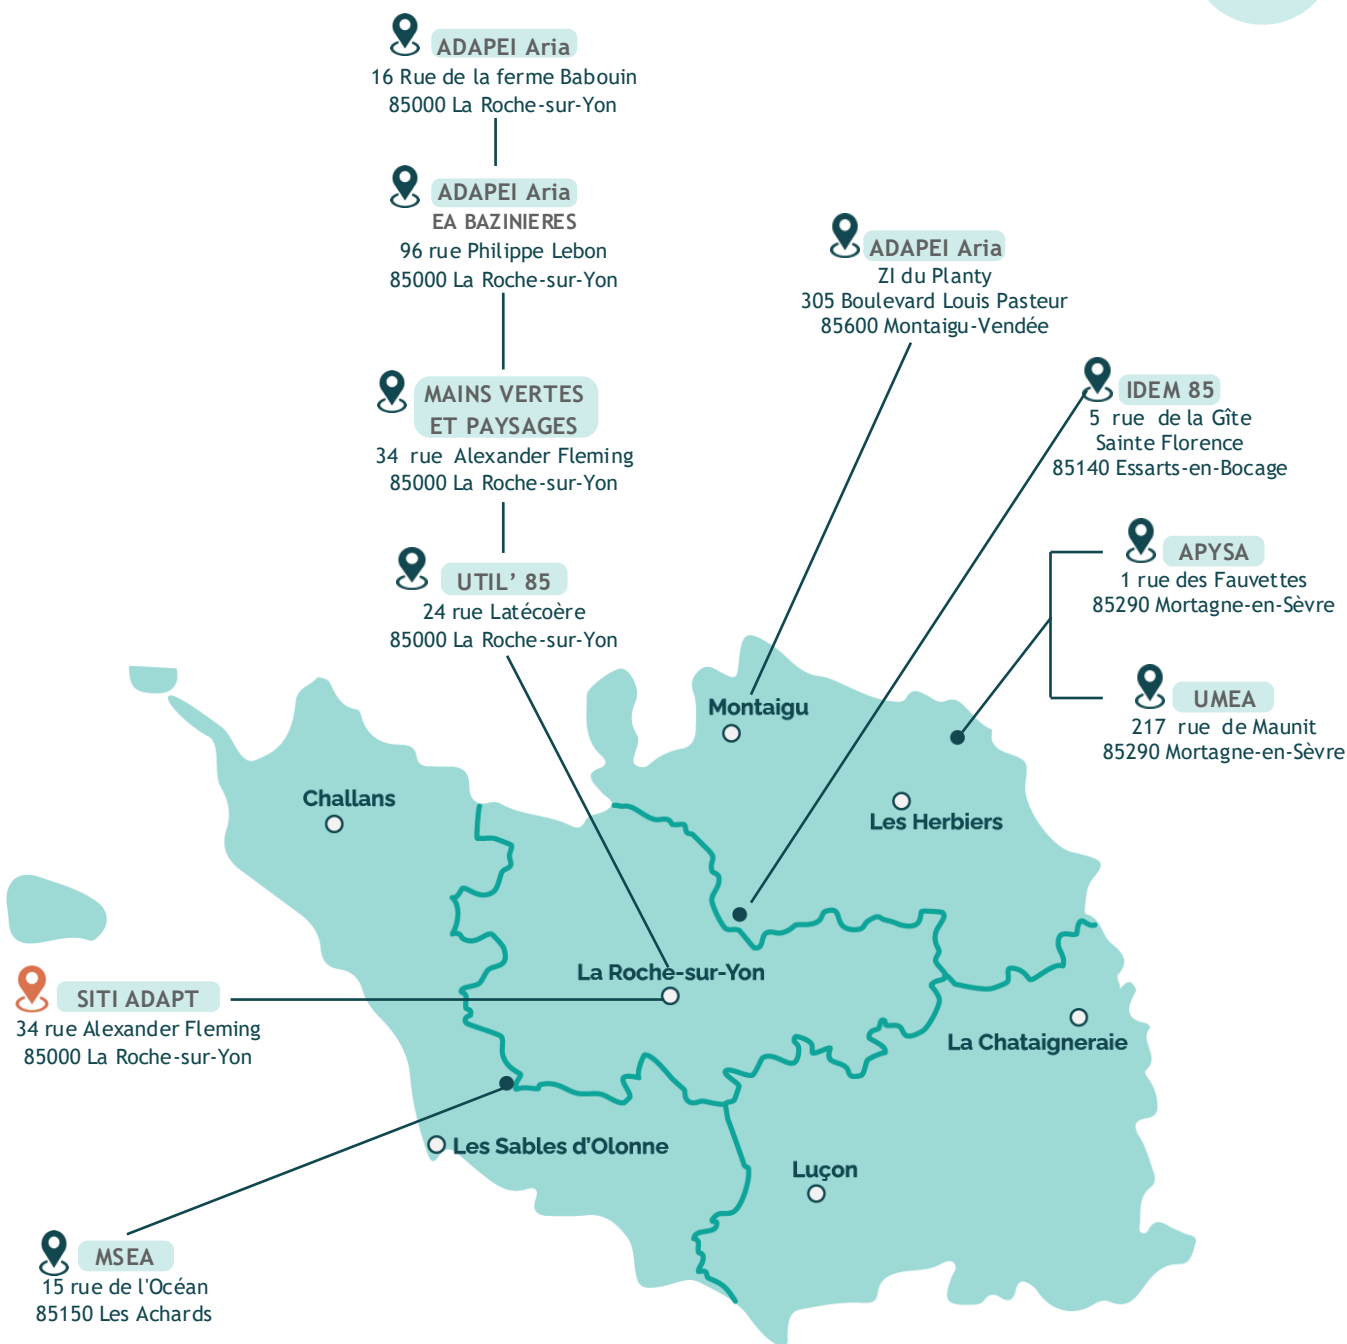 ADAPEI Aria
16 Rue de la ferme Babouin
85000 La Roche-sur-Yon
ADAPEI Aria
EA BAZINIERES
96 rue Philippe Lebon
85000 La Roche-sur-Yon
MAINS VERTES
ET PAYSAGES
34 rue Alexander Fleming
85000 La Roche-sur-Yon
UTIL’ 85
24 rue Latécoère
85000 La Roche-sur-Yon
ADAPEI Aria
ZI du Planty
305 Boulevard Louis Pasteur
85600 Montaigu-Vendée
IDEM 85
5 rue de la Gîte
Sainte Florence
85140 Essarts-en-Bocage
APYSA
1 rue des Fauvettes
85290 Mortagne-en-Sèvre
UMEA
217 rue de Maunit
85290 Mortagne-en-Sèvre
Montaigu
Challans
Les Herbiers
La Roche-sur-Yon
SITI ADAPT
34 rue Alexander Fleming
85000 La Roche-sur-Yon
La Chataigneraie
Les Sables d’Olonne
Luçon
MSEA
15 rue de l'Océan
85150 Les Achards